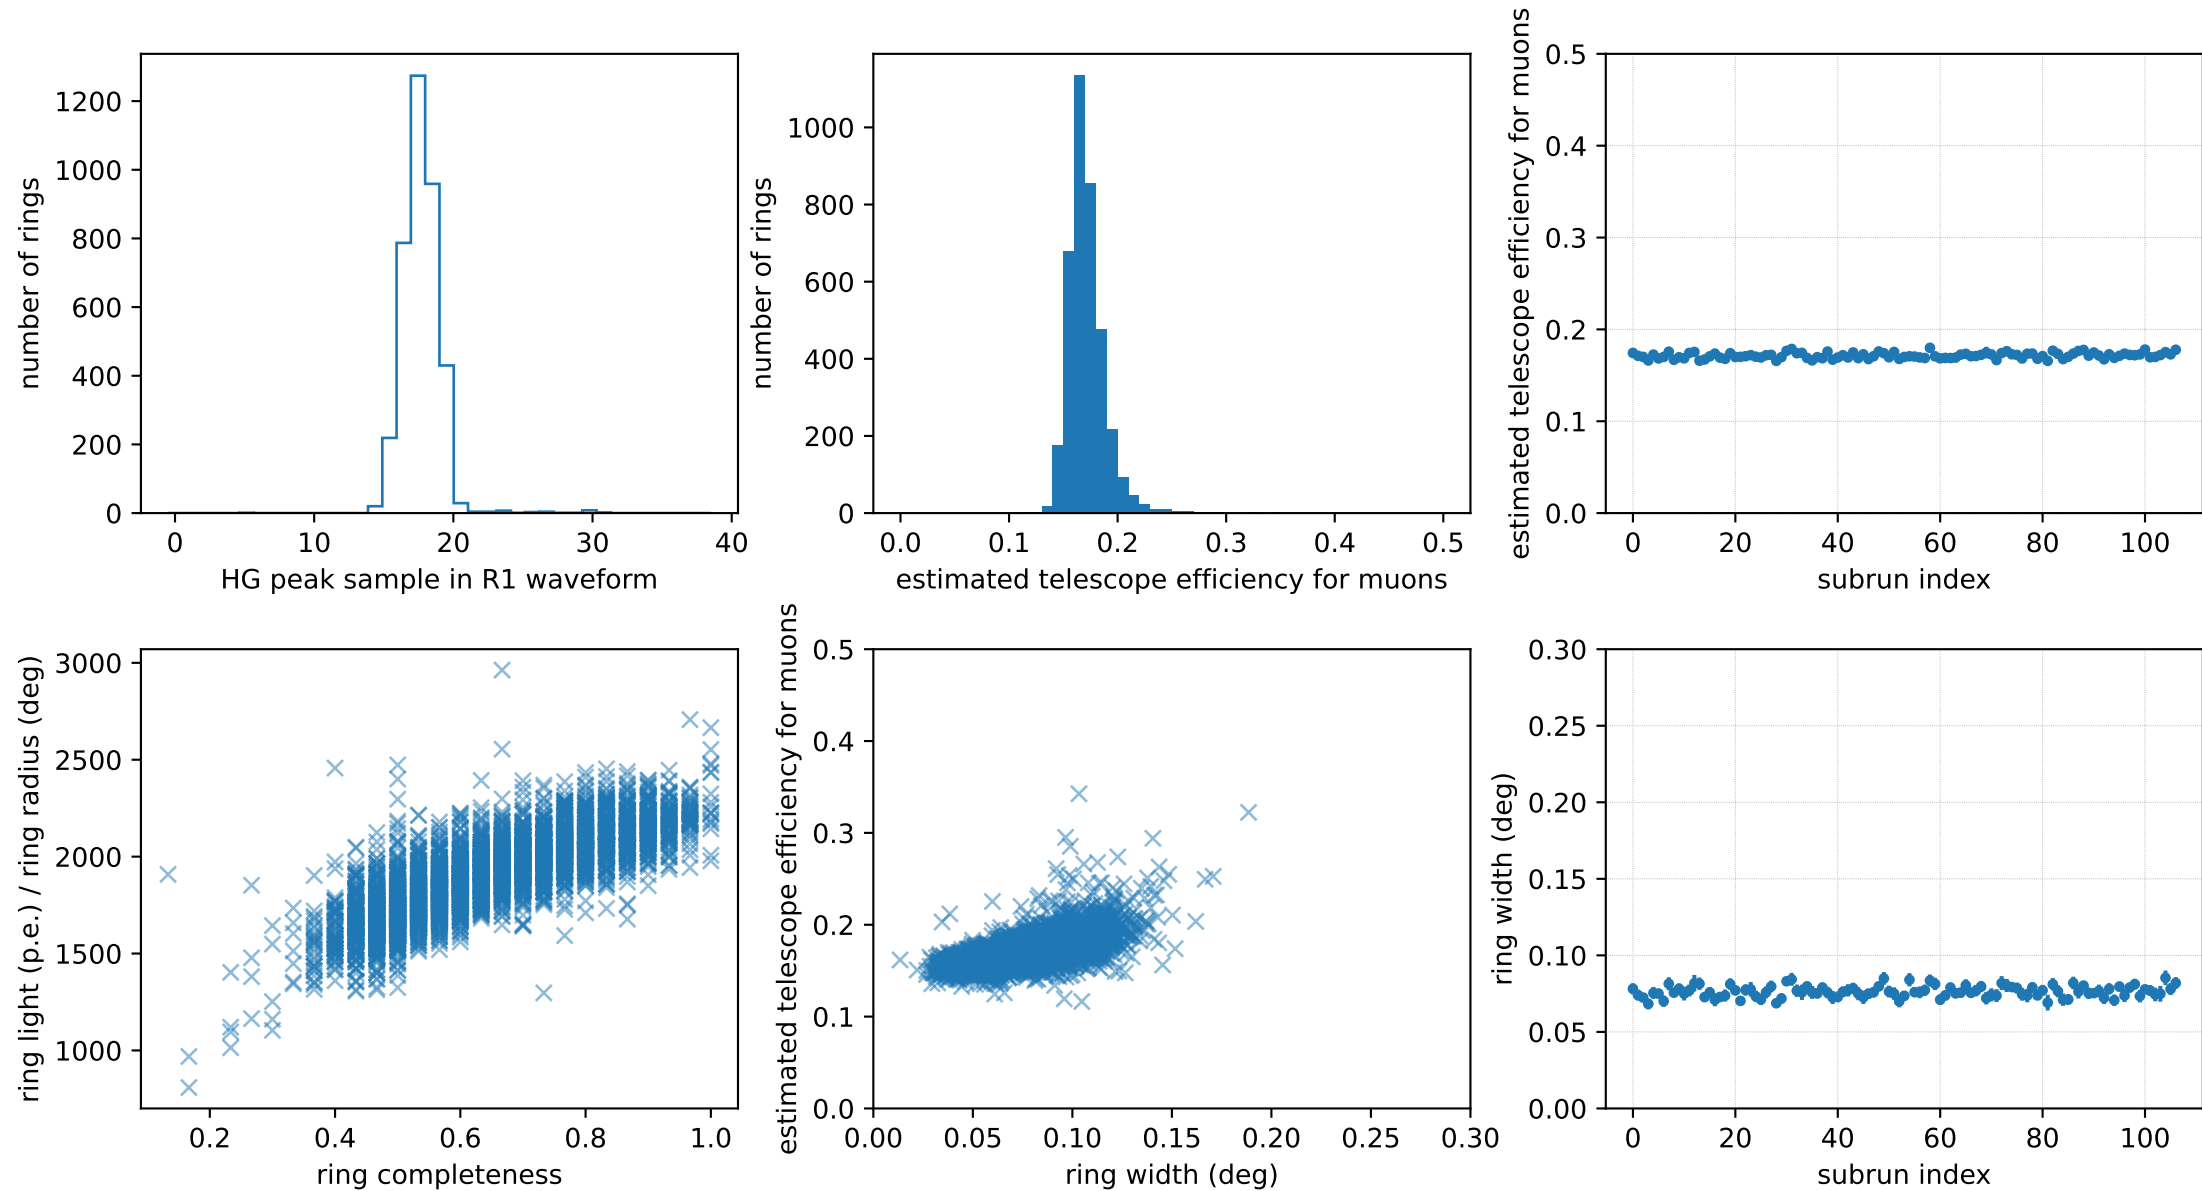 number of rings
1200
1000
800
600
400
200
0
0 10 20 30 40
HG peak sample in R1 waveform
number of rings
1000
800
600
400
200
0
0.0 0.1 0.2 0.3 0.4 0.5
estimated telescope efficiency for muons
estimated telescope efficiency for muons
0.5
0.4
0.3
0.2
0.1
0.0
0 20 40 60 80 100
subrun index
ring light (p.e.) / ring radius (deg)
3000
2500
2000
1500
1000
0.2 0.4 0.6 0.8 1.0
ring completeness
estimated telescope efficiency for muons
0.5
0.4
0.3
0.2
0.1
0.0
0.00 0.05 0.10 0.15 0.20 0.25 0.30
ring width (deg)
ring width (deg)
0.30
0.25
0.20
0.15
0.10
0.05
0.00
0 20 40 60 80 100
subrun index